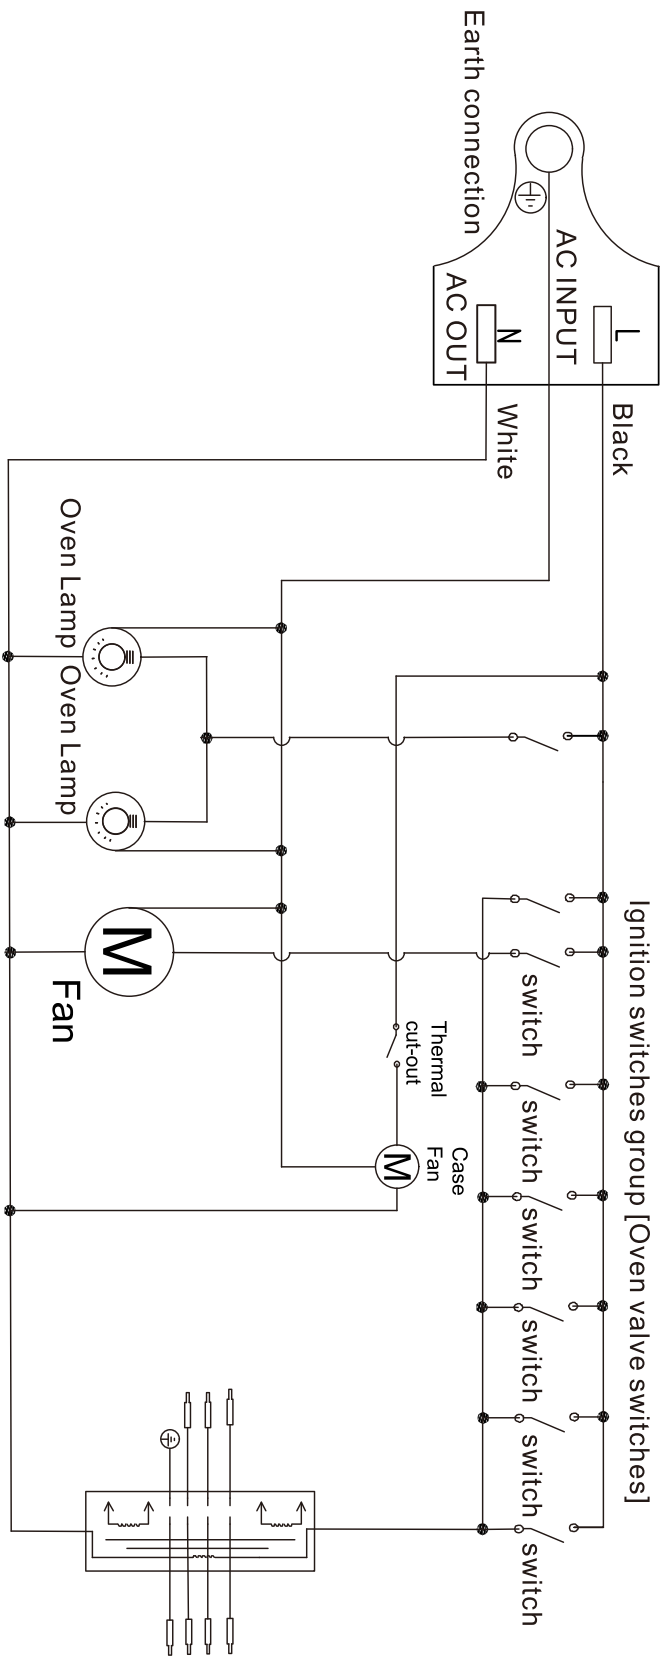 Earth connection
AC INPUT
AC OUT
L
N
Black
White
Ignition switches group [Oven valve switches]
switch
switch
switch
switch
switch
switch
Thermal
cut-out
Case
Fan
M
Oven Lamp
Oven Lamp
M
Fan